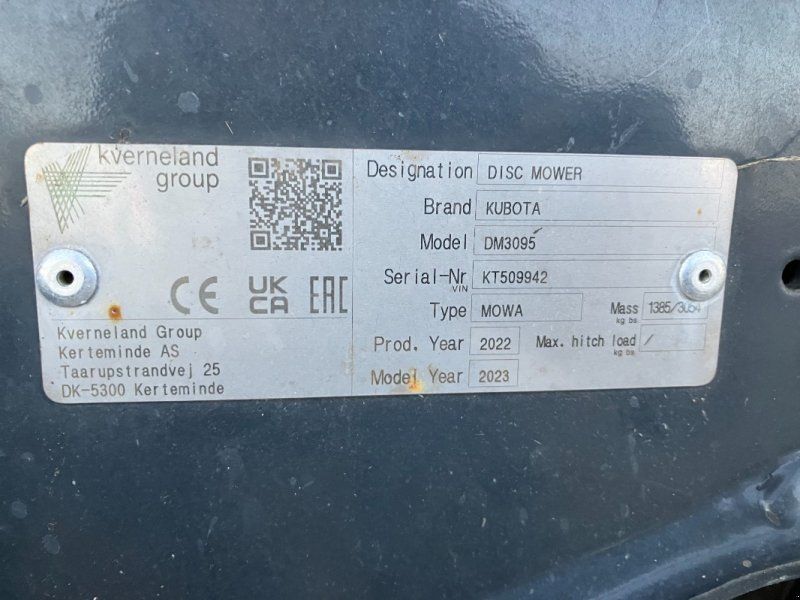 kverneland
group
CE UK CA EAC
Kverneland Group
Kerteminde AS
Taarupstrandvej 25
DK-5300 Kerteminde
Designation DISC MOWER
Brand KUBOTA
Model DM3095
Serial-Nr VIN KT509942
Type MOWA Mass kg lbs 1385/3054
Prod. Year 2022 Max. hitch load kg lbs /
Model Year 2023